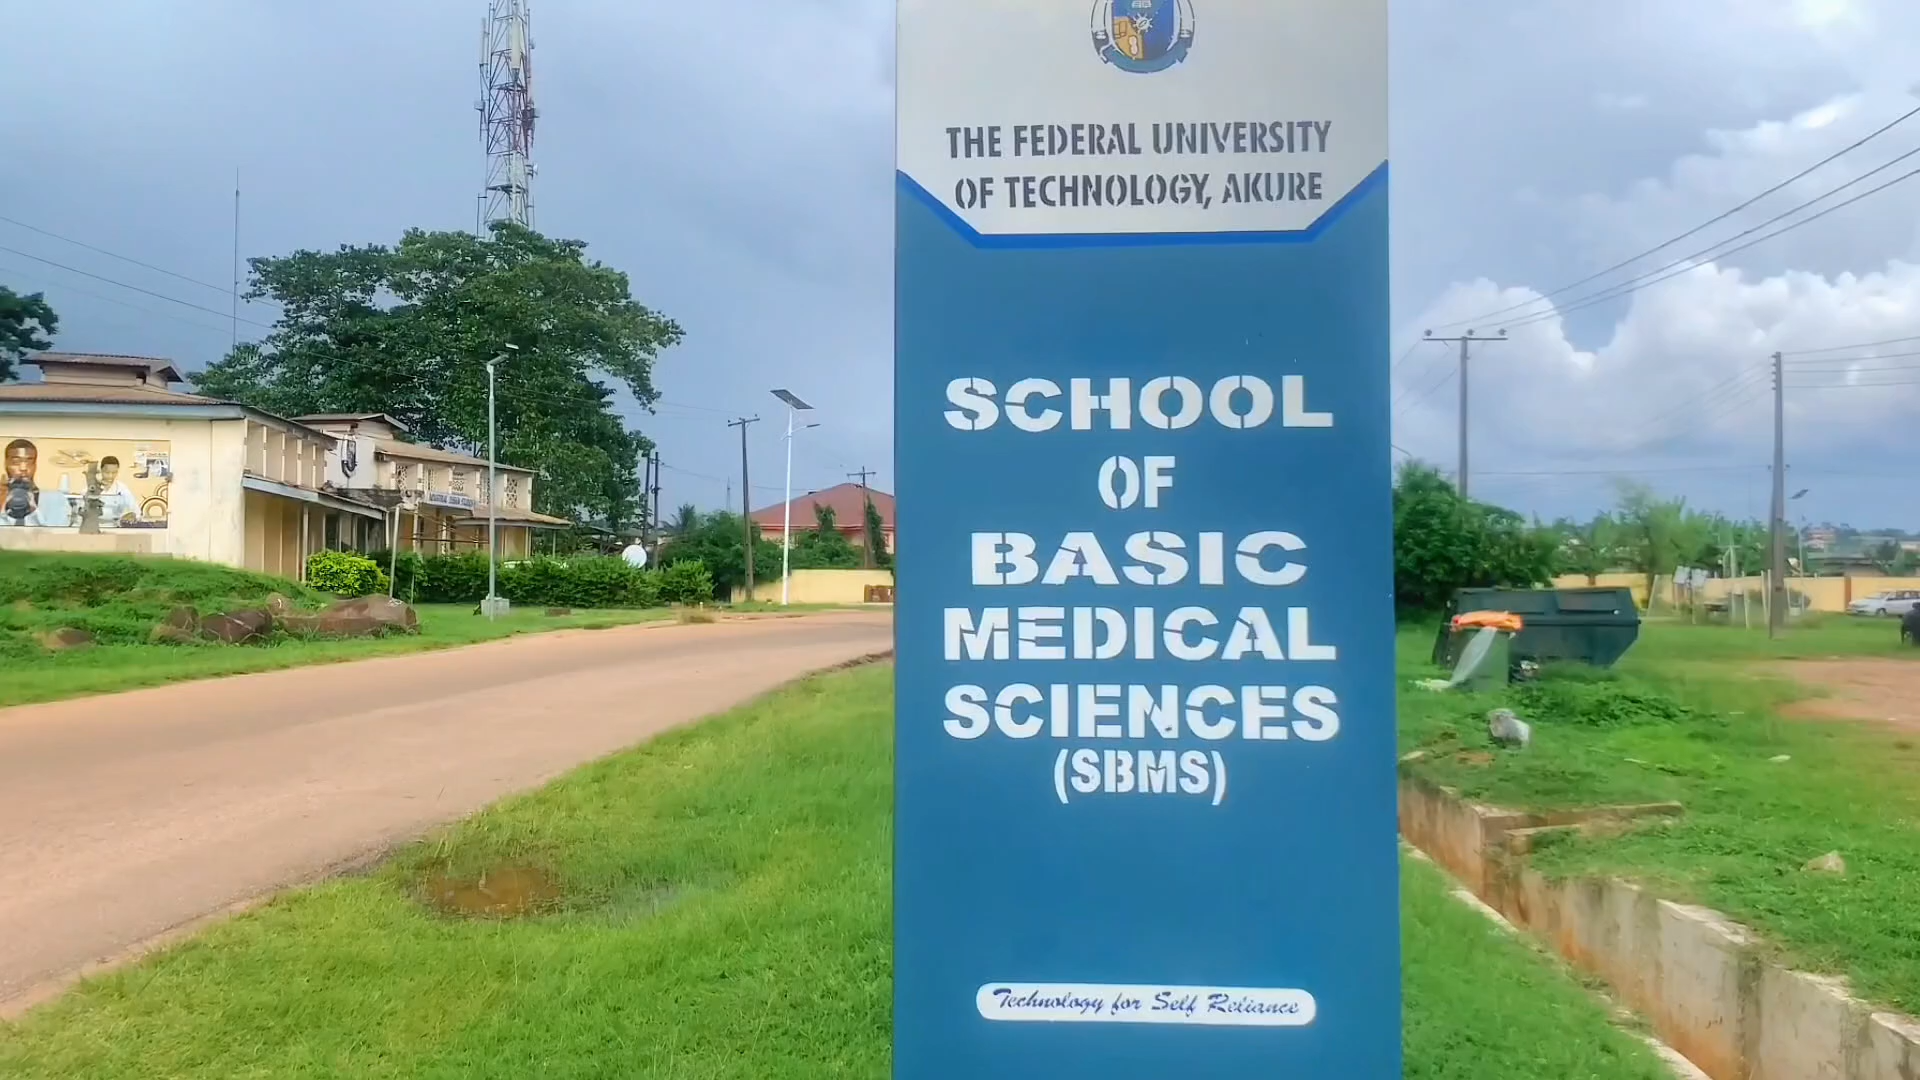 THE FEDERAL UNIVERSITY
OF TECHNOLOGY, AKURE
SCHOOL
OF
BASIC
MEDICAL
SCIENCES
(SBMS)
Technology for Self Reliance